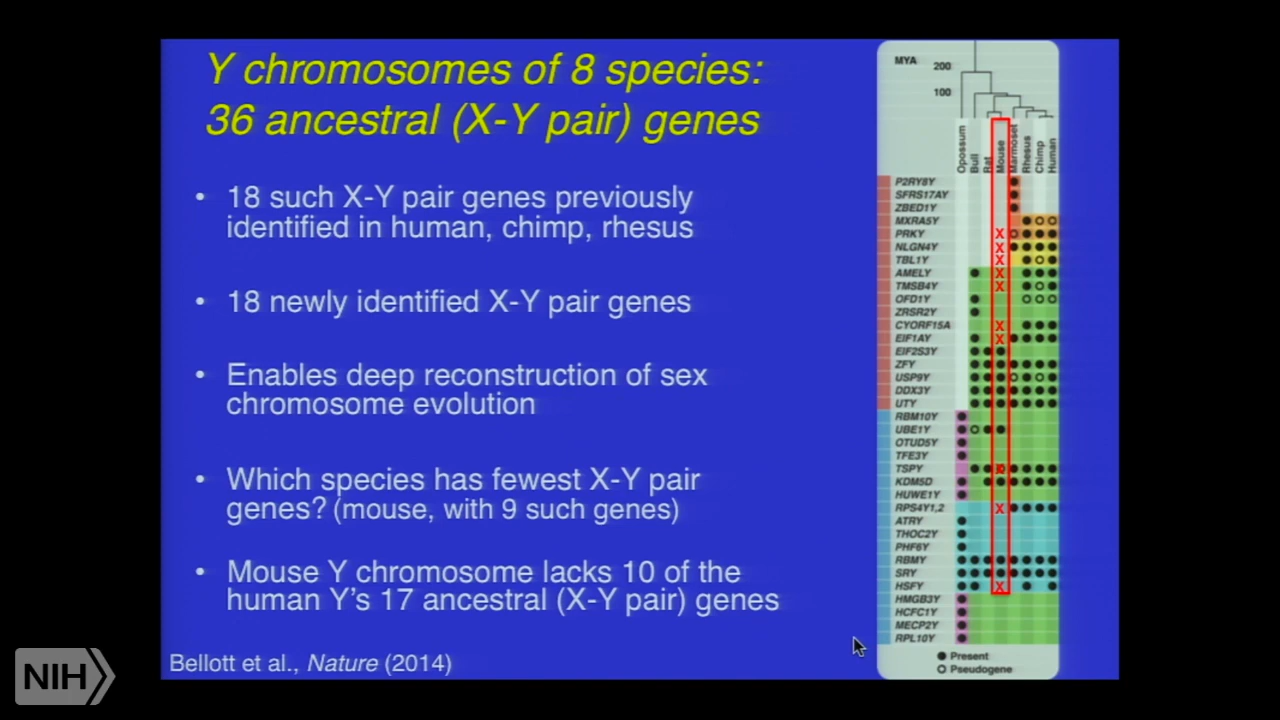 Y chromosomes of 8 species:
36 ancestral (X-Y pair) genes
• 18 such X-Y pair genes previously
identified in human, chimp, rhesus
• 18 newly identified X-Y pair genes
• Enables deep reconstruction of sex
chromosome evolution
• Which species has fewest X-Y pair
genes? (mouse, with 9 such genes)
• Mouse Y chromosome lacks 10 of the
human Y's 17 ancestral (X-Y pair) genes
Bellott et al., Nature (2014)
NIH
MYA
200
100
Opossum
Bull
Rat
Mouse
Marmoset
Rhesus
Chimp
Human
P2RY8Y
SFRS17AY
ZBED1Y
MXRA5Y
PRKY X
NLGN4Y X
TBL1Y X
AMELY X
TMSB4Y X
OFD1Y
ZRSR2Y
CYORF15A X
EIF1AY X
EIF2S3Y
ZFY
USP9Y
DDX3Y
UTY
RBM10Y
UBE1Y
OTUD5Y
TFE3Y
TSPY X
KDM5D
HUWE1Y
RPS4Y1,2 X
ATRY
THOC2Y
PHF6Y
RBMY
SRY
HSFY X
HMGB3Y
HCFC1Y
MECP2Y
RPL10Y
Present
Pseudogene